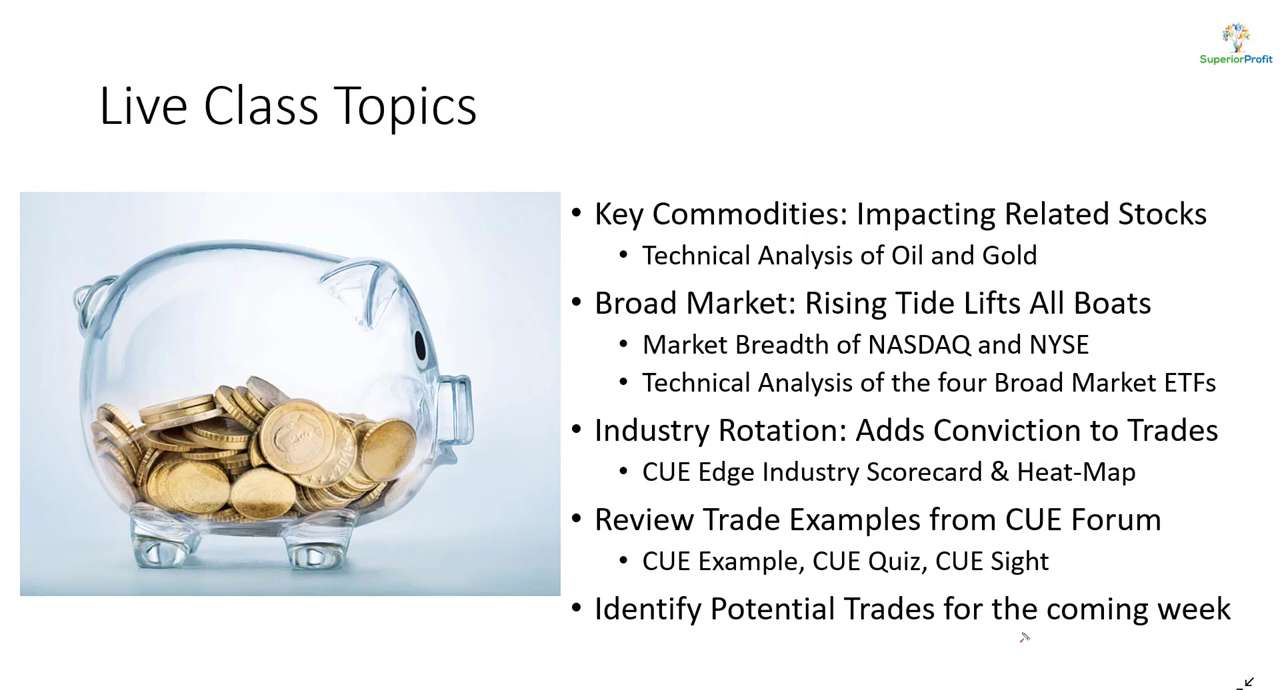 SuperiorProfit
Live Class Topics
• Key Commodities: Impacting Related Stocks
• Technical Analysis of Oil and Gold
• Broad Market: Rising Tide Lifts All Boats
• Market Breadth of NASDAQ and NYSE
• Technical Analysis of the four Broad Market ETFs
• Industry Rotation: Adds Conviction to Trades
• CUE Edge Industry Scorecard & Heat-Map
• Review Trade Examples from CUE Forum
• CUE Example, CUE Quiz, CUE Sight
• Identify Potential Trades for the coming week